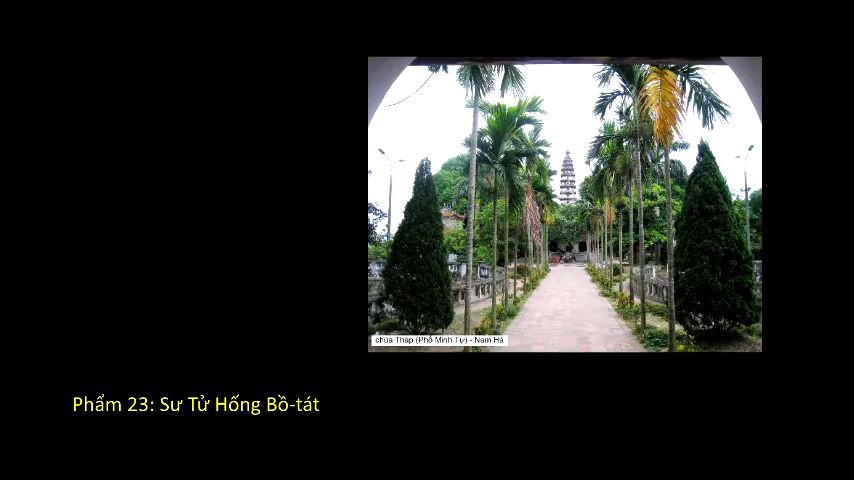 chùa Tháp (Phổ Minh Tự) - Nam Hà
Phẩm 23: Sư Tử Hống Bồ-tát